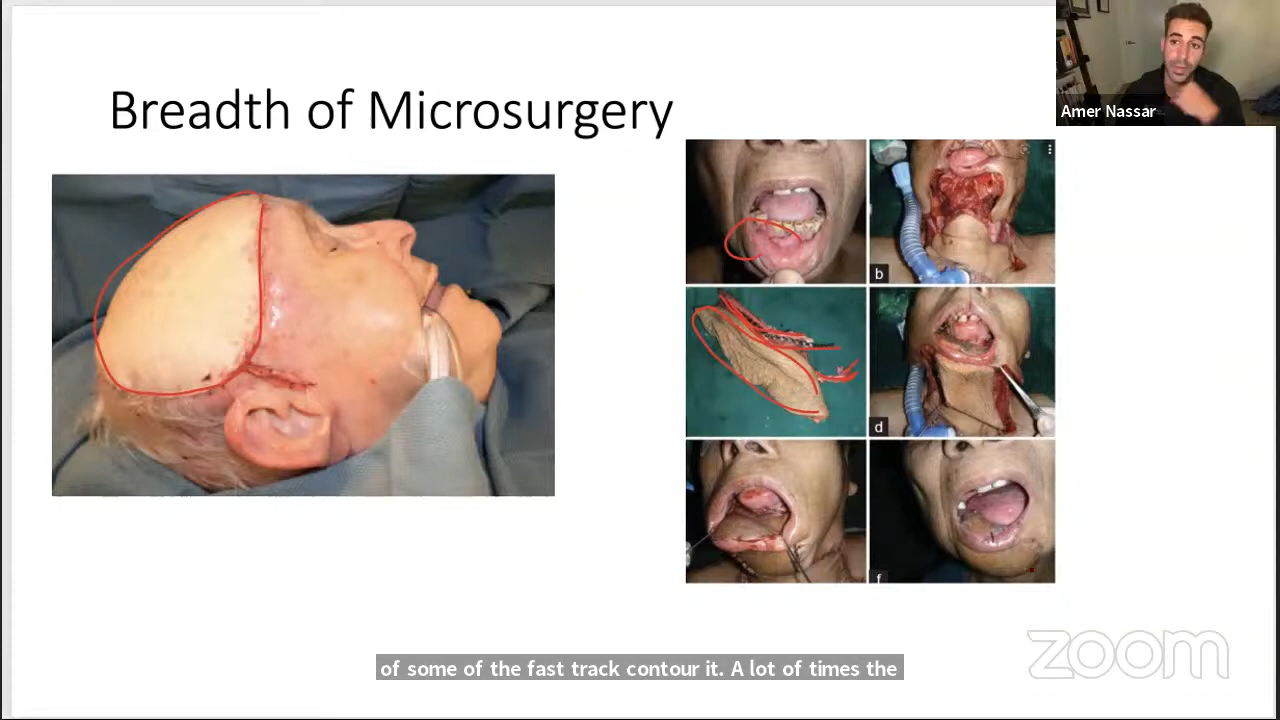 Breadth of Microsurgery
Amer Nassar
b
d
f
of some of the fast track contour it. A lot of times the
zoom